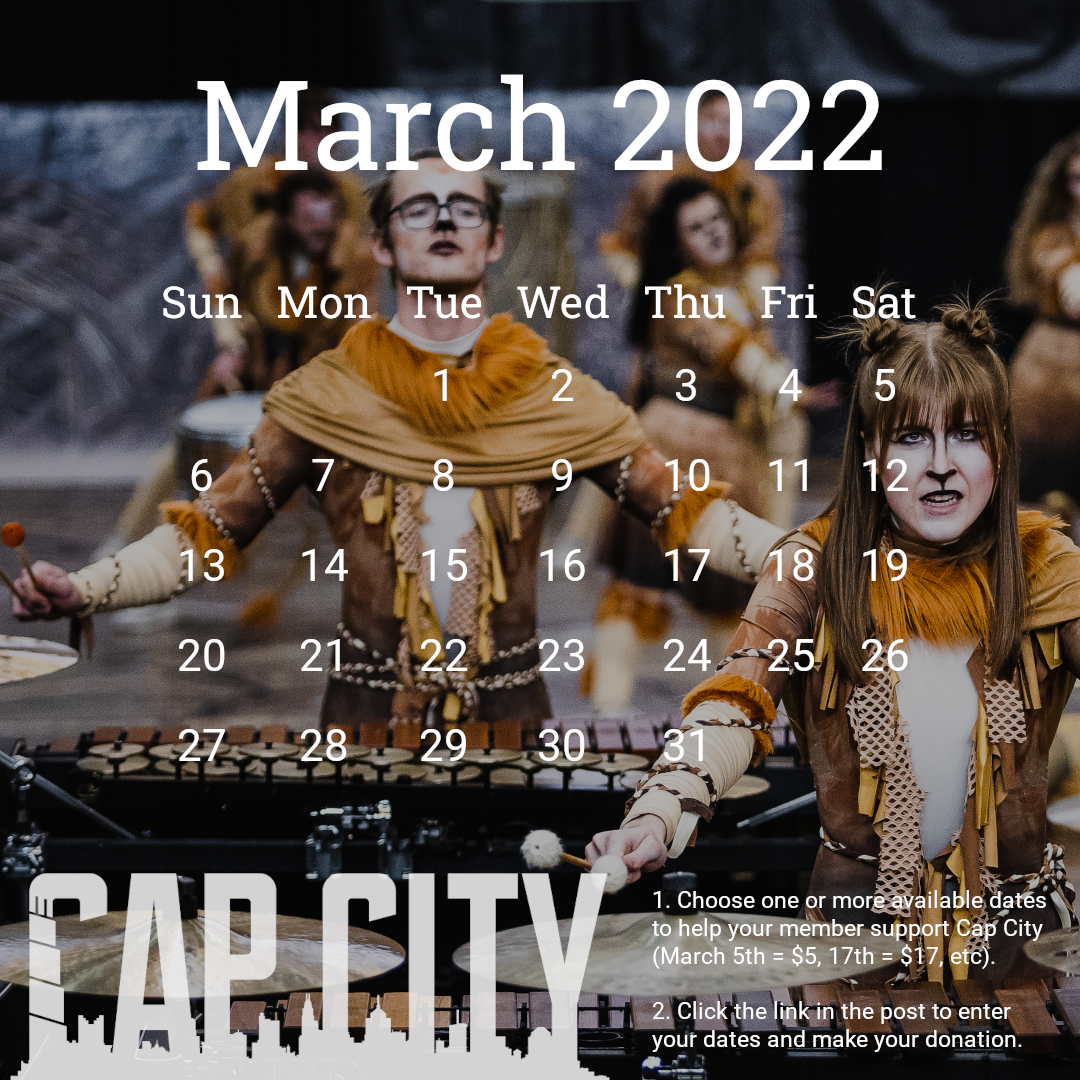 March 2022
Sun Mon Tue Wed Thu Fri Sat
1 2 3 4 5
6 7 8 9 10 11 12
13 14 15 16 17 18 19
20 21 22 23 24 25 26
27 28 29 30 31
CAP CITY
1. Choose one or more available dates
to help your member support Cap City
(March 5th = $5, 17th = $17, etc).
2. Click the link in the post to enter
your dates and make your donation.